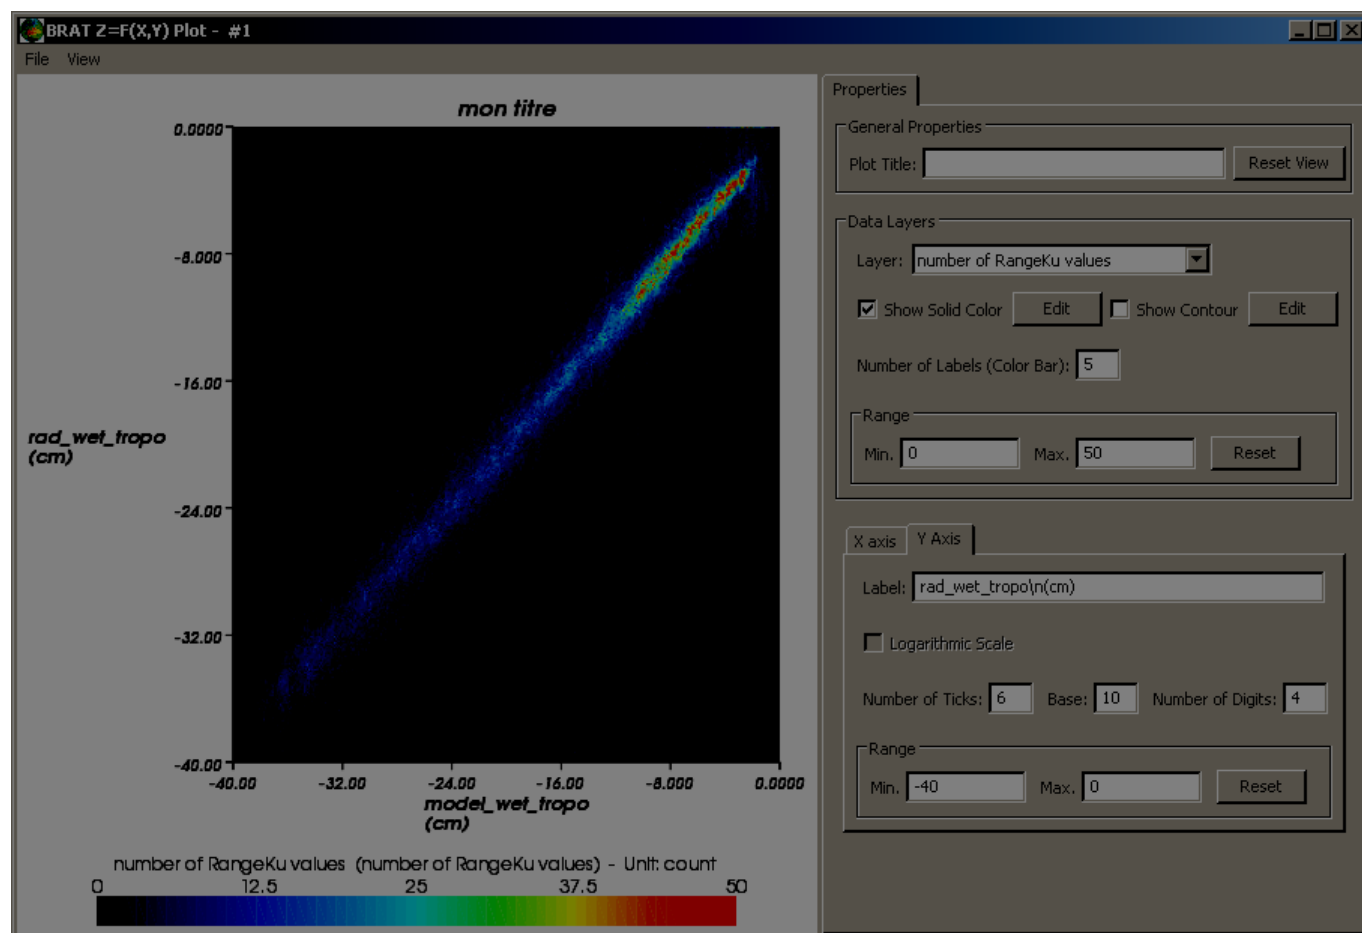 BRAT Z=F(X,Y) Plot - #1
File View
mon titre
0.0000
-8.000
-16.00
rad_wet_tropo
(cm)
-24.00
-32.00
-40.00
-40.00 -32.00 -24.00 -16.00 -8.000 0.0000
model_wet_tropo
(cm)
number of RangeKu values (number of RangeKu values) - Unit: count
0 12.5 25 37.5 50
Properties
General Properties
Plot Title: Reset View
Data Layers
Layer: number of RangeKu values
Show Solid Color Edit Show Contour Edit
Number of Labels (Color Bar): 5
Range
Min. 0 Max. 50 Reset
X axis Y Axis
Label: rad_wet_tropo\n(cm)
Logarithmic Scale
Number of Ticks: 6 Base: 10 Number of Digits: 4
Range
Min. -40 Max. 0 Reset